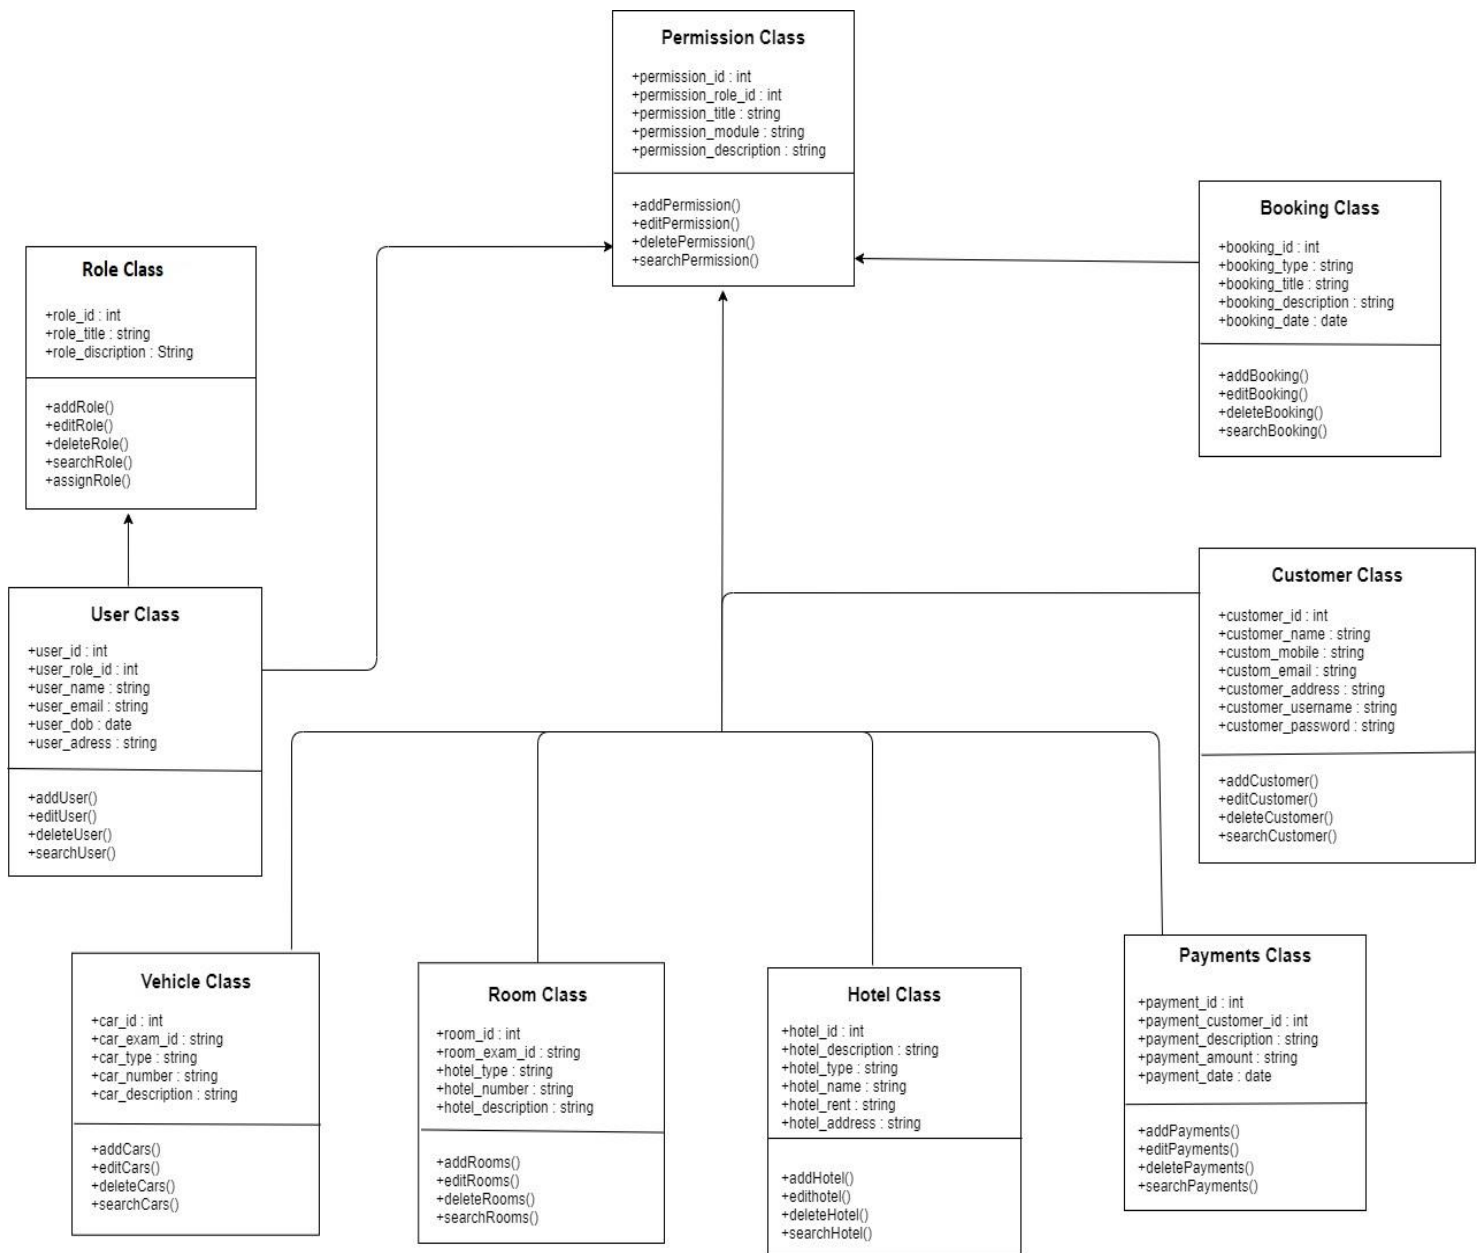 Permission Class
+permission_id : int
+permission_role_id : int
+permission_title : string
+permission_module : string
+permission_description : string
+addPermission()
+editPermission()
+deletePermission()
+searchPermission()
Booking Class
+booking_id : int
+booking_type : string
+booking_title : string
+booking_description : string
+booking_date : date
+addBooking()
+editBooking()
+deleteBooking()
+searchBooking()
Role Class
+role_id : int
+role_title : string
+role_discription : String
+addRole()
+editRole()
+deleteRole()
+searchRole()
+assignRole()
User Class
+user_id : int
+user_role_id : int
+user_name : string
+user_email : string
+user_dob : date
+user_adress : string
+addUser()
+editUser()
+deleteUser()
+searchUser()
Customer Class
+customer_id : int
+customer_name : string
+custom_mobile : string
+custom_email : string
+customer_address : string
+customer_username : string
+customer_password : string
+addCustomer()
+editCustomer()
+deleteCustomer()
+searchCustomer()
Vehicle Class
+car_id : int
+car_exam_id : string
+car_type : string
+car_number : string
+car_description : string
+addCars()
+editCars()
+deleteCars()
+searchCars()
Room Class
+room_id : int
+room_exam_id : string
+hotel_type : string
+hotel_number : string
+hotel_description : string
+addRooms()
+editRooms()
+deleteRooms()
+searchRooms()
Hotel Class
+hotel_id : int
+hotel_description : string
+hotel_type : string
+hotel_name : string
+hotel_rent : string
+hotel_address : string
+addHotel()
+edithotel()
+deleteHotel()
+searchHotel()
Payments Class
+payment_id : int
+payment_customer_id : int
+payment_description : string
+payment_amount : string
+payment_date : date
+addPayments()
+editPayments()
+deletePayments()
+searchPayments()